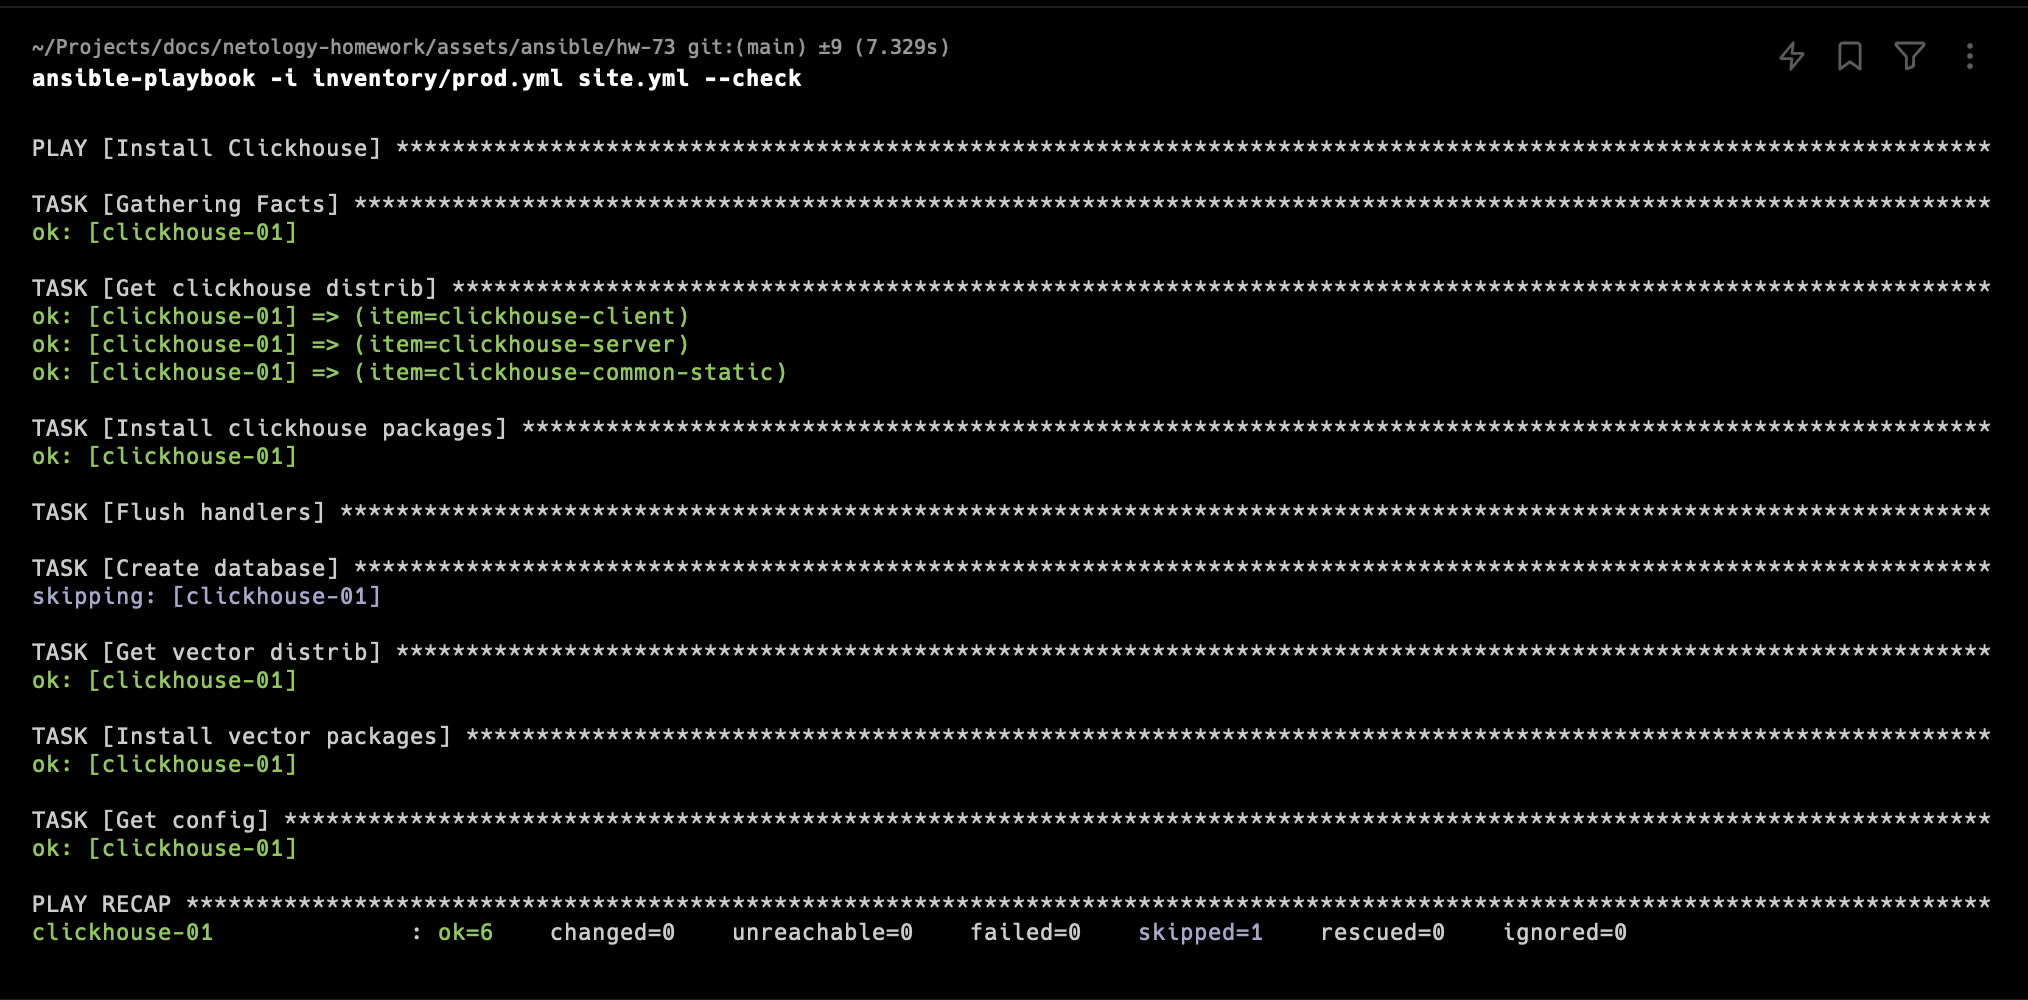 ~/Projects/docs/netology-homework/assets/ansible/hw-73 git:(main) ±9 (7.329s)
ansible-playbook -i inventory/prod.yml site.yml --check
PLAY [Install Clickhouse] ******************************************************************************************************************
TASK [Gathering Facts] *********************************************************************************************************************
ok: [clickhouse-01]
TASK [Get clickhouse distrib] **************************************************************************************************************
ok: [clickhouse-01] => (item=clickhouse-client)
ok: [clickhouse-01] => (item=clickhouse-server)
ok: [clickhouse-01] => (item=clickhouse-common-static)
TASK [Install clickhouse packages] *********************************************************************************************************
ok: [clickhouse-01]
TASK [Flush handlers] **********************************************************************************************************************
TASK [Create database] *********************************************************************************************************************
skipping: [clickhouse-01]
TASK [Get vector distrib] ******************************************************************************************************************
ok: [clickhouse-01]
TASK [Install vector packages] *************************************************************************************************************
ok: [clickhouse-01]
TASK [Get config] **************************************************************************************************************************
ok: [clickhouse-01]
PLAY RECAP *********************************************************************************************************************************
clickhouse-01              : ok=6    changed=0    unreachable=0    failed=0    skipped=1    rescued=0    ignored=0